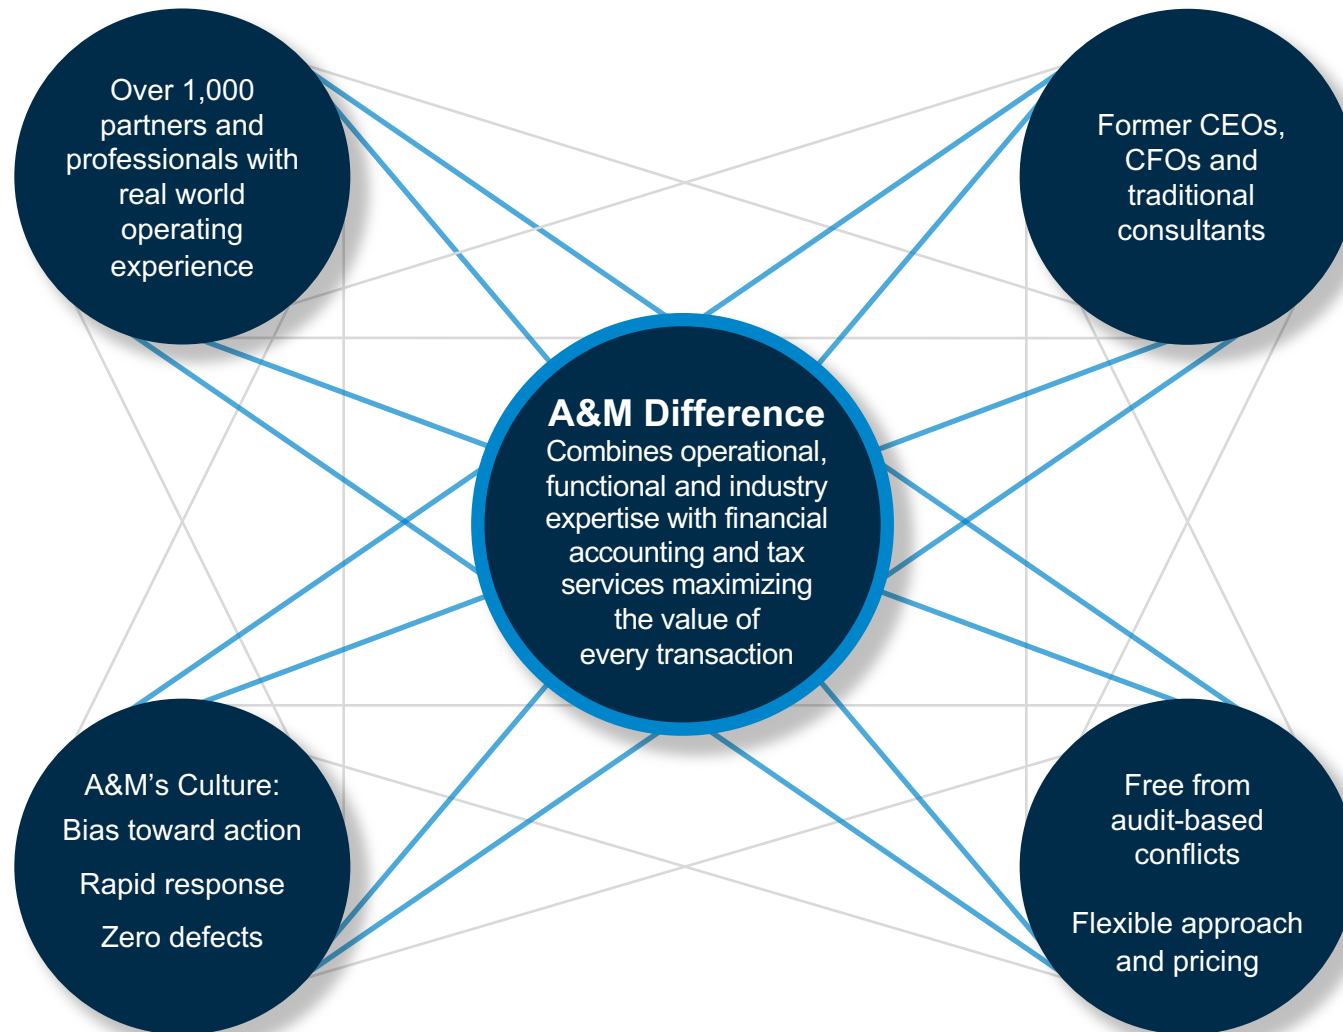 Over 1,000
partners and
professionals with
real world
operating
experience
Former CEOs,
CFOs and
traditional
consultants
A&M Difference
Combines operational,
functional and industry
expertise with financial
accounting and tax
services maximizing
the value of
every transaction
A&M’s Culture:
Bias toward action
Rapid response
Zero defects
Free from
audit-based
conflicts
Flexible approach
and pricing